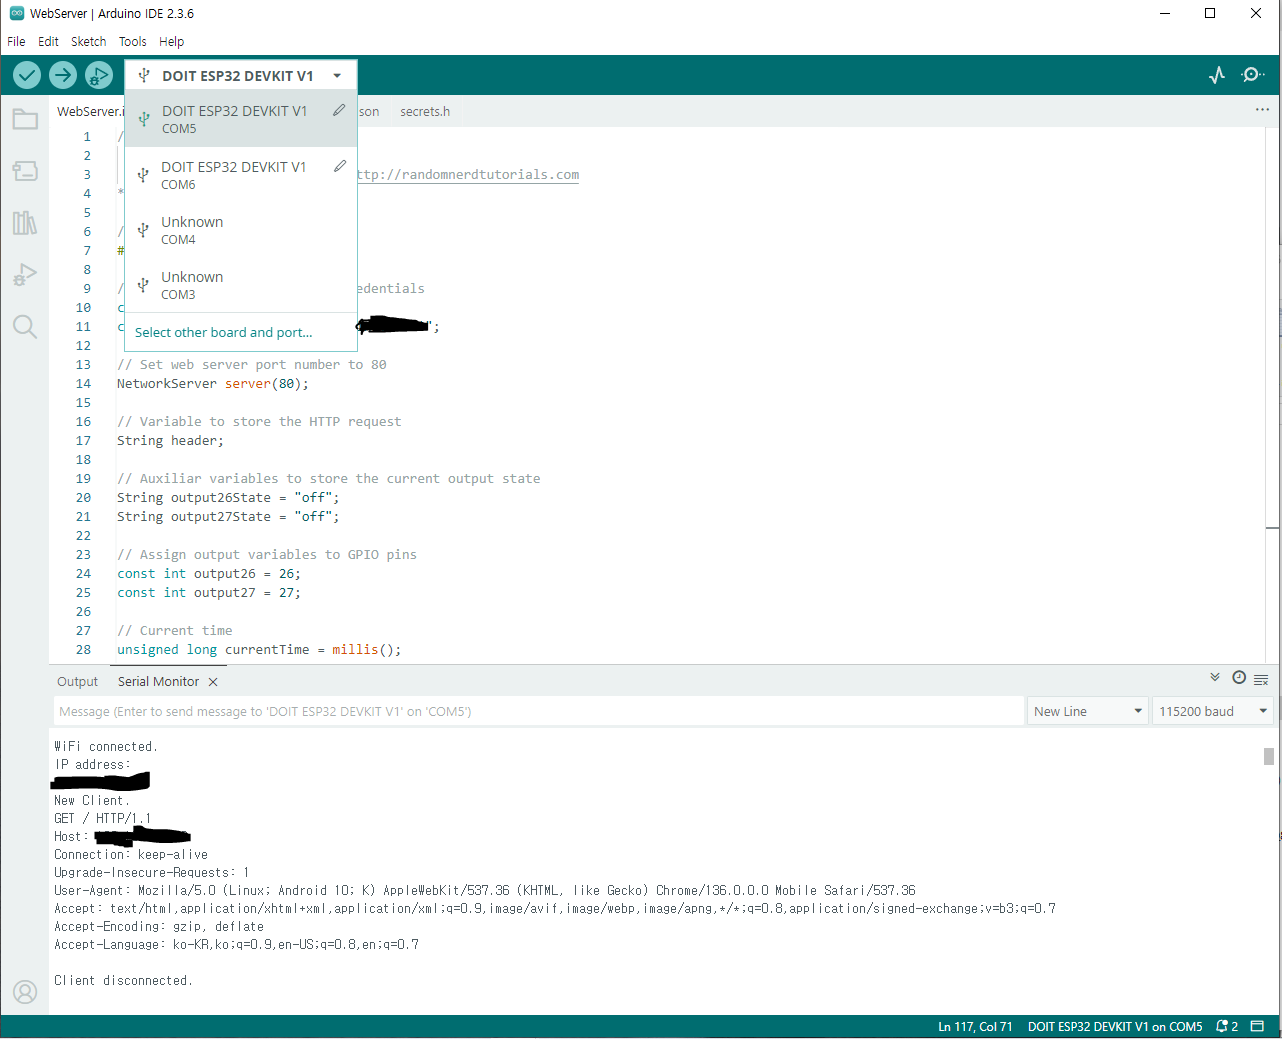 WebServer | Arduino IDE 2.3.6
File Edit Sketch Tools Help
DOIT ESP32 DEVKIT V1
WebServer.i
son
secrets.h
...
DOIT ESP32 DEVKIT V1
COM5
DOIT ESP32 DEVKIT V1
COM6
Unknown
COM4
Unknown
COM3
Select other board and port...
1 /
2
3 ttp://randomnerdtutorials.com
4 *
5
6 /
7 #
8
9 / edentials
10 c
11 c ";
12
13 // Set web server port number to 80
14 NetworkServer server(80);
15
16 // Variable to store the HTTP request
17 String header;
18
19 // Auxiliar variables to store the current output state
20 String output26State = "off";
21 String output27State = "off";
22
23 // Assign output variables to GPIO pins
24 const int output26 = 26;
25 const int output27 = 27;
26
27 // Current time
28 unsigned long currentTime = millis();
Output Serial Monitor
Message (Enter to send message to 'DOIT ESP32 DEVKIT V1' on 'COM5')
New Line
115200 baud
WiFi connected.
IP address:
New Client.
GET / HTTP/1.1
Host:
Connection: keep-alive
Upgrade-Insecure-Requests: 1
User-Agent: Mozilla/5.0 (Linux; Android 10; K) AppleWebKit/537.36 (KHTML, like Gecko) Chrome/136.0.0.0 Mobile Safari/537.36
Accept: text/html,application/xhtml+xml,application/xml;q=0.9,image/avif,image/webp,image/apng,*/*;q=0.8,application/signed-exchange;v=b3;q=0.7
Accept-Encoding: gzip, deflate
Accept-Language: ko-KR,ko;q=0.9,en-US;q=0.8,en;q=0.7
Client disconnected.
Ln 117, Col 71 DOIT ESP32 DEVKIT V1 on COM5 2